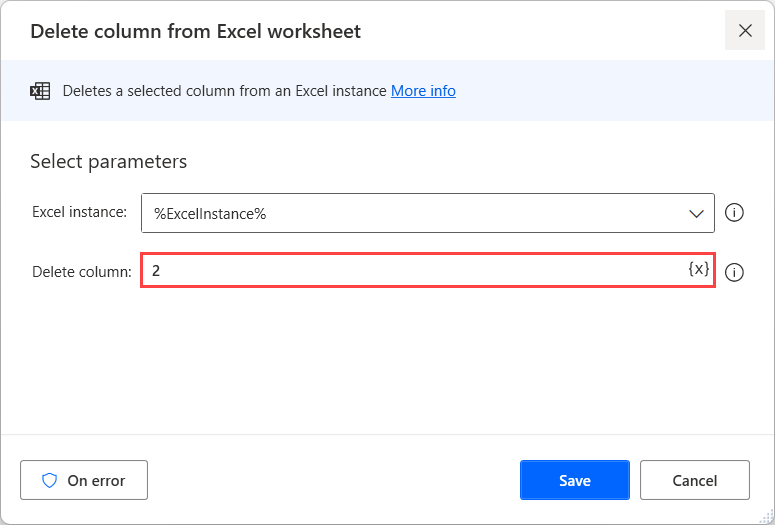 Delete column from Excel worksheet
Deletes a selected column from an Excel instance More info
Select parameters
Excel instance: %ExcelInstance%
Delete column: 2 {x}
On error Save Cancel